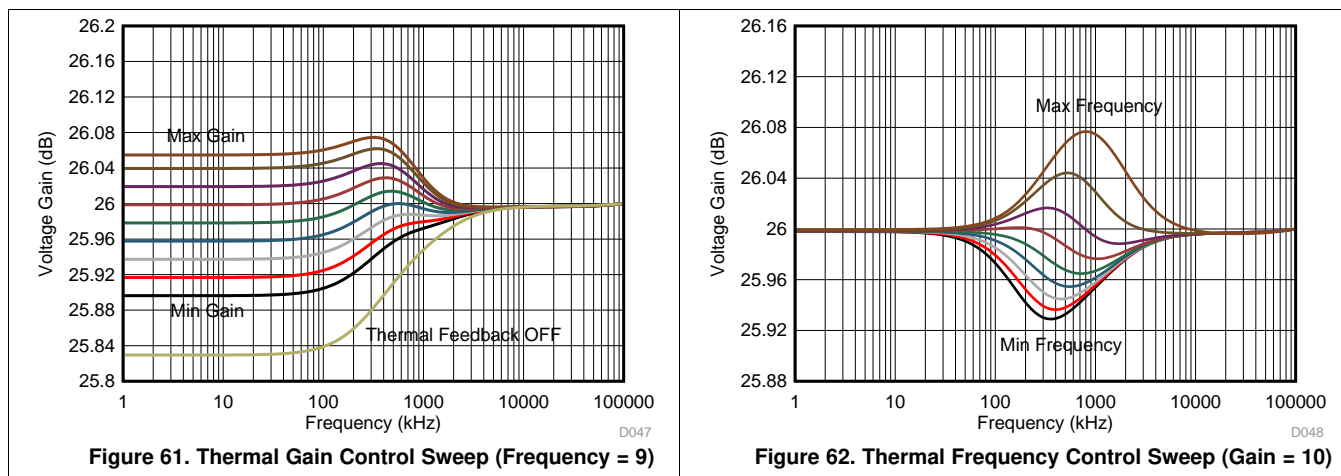 26.2
26.16
26.12
26.08
26.04
26
25.96
25.92
25.88
25.84
25.8
Voltage Gain (dB)
Max Gain
Min Gain
Thermal Feedback OFF
1 10 100 1000 10000 100000
Frequency (kHz)
D047
Figure 61. Thermal Gain Control Sweep (Frequency = 9)
26.16
26.12
26.08
26.04
26
25.96
25.92
25.88
Voltage Gain (dB)
Max Frequency
Min Frequency
1 10 100 1000 10000 100000
Frequency (kHz)
D048
Figure 62. Thermal Frequency Control Sweep (Gain = 10)